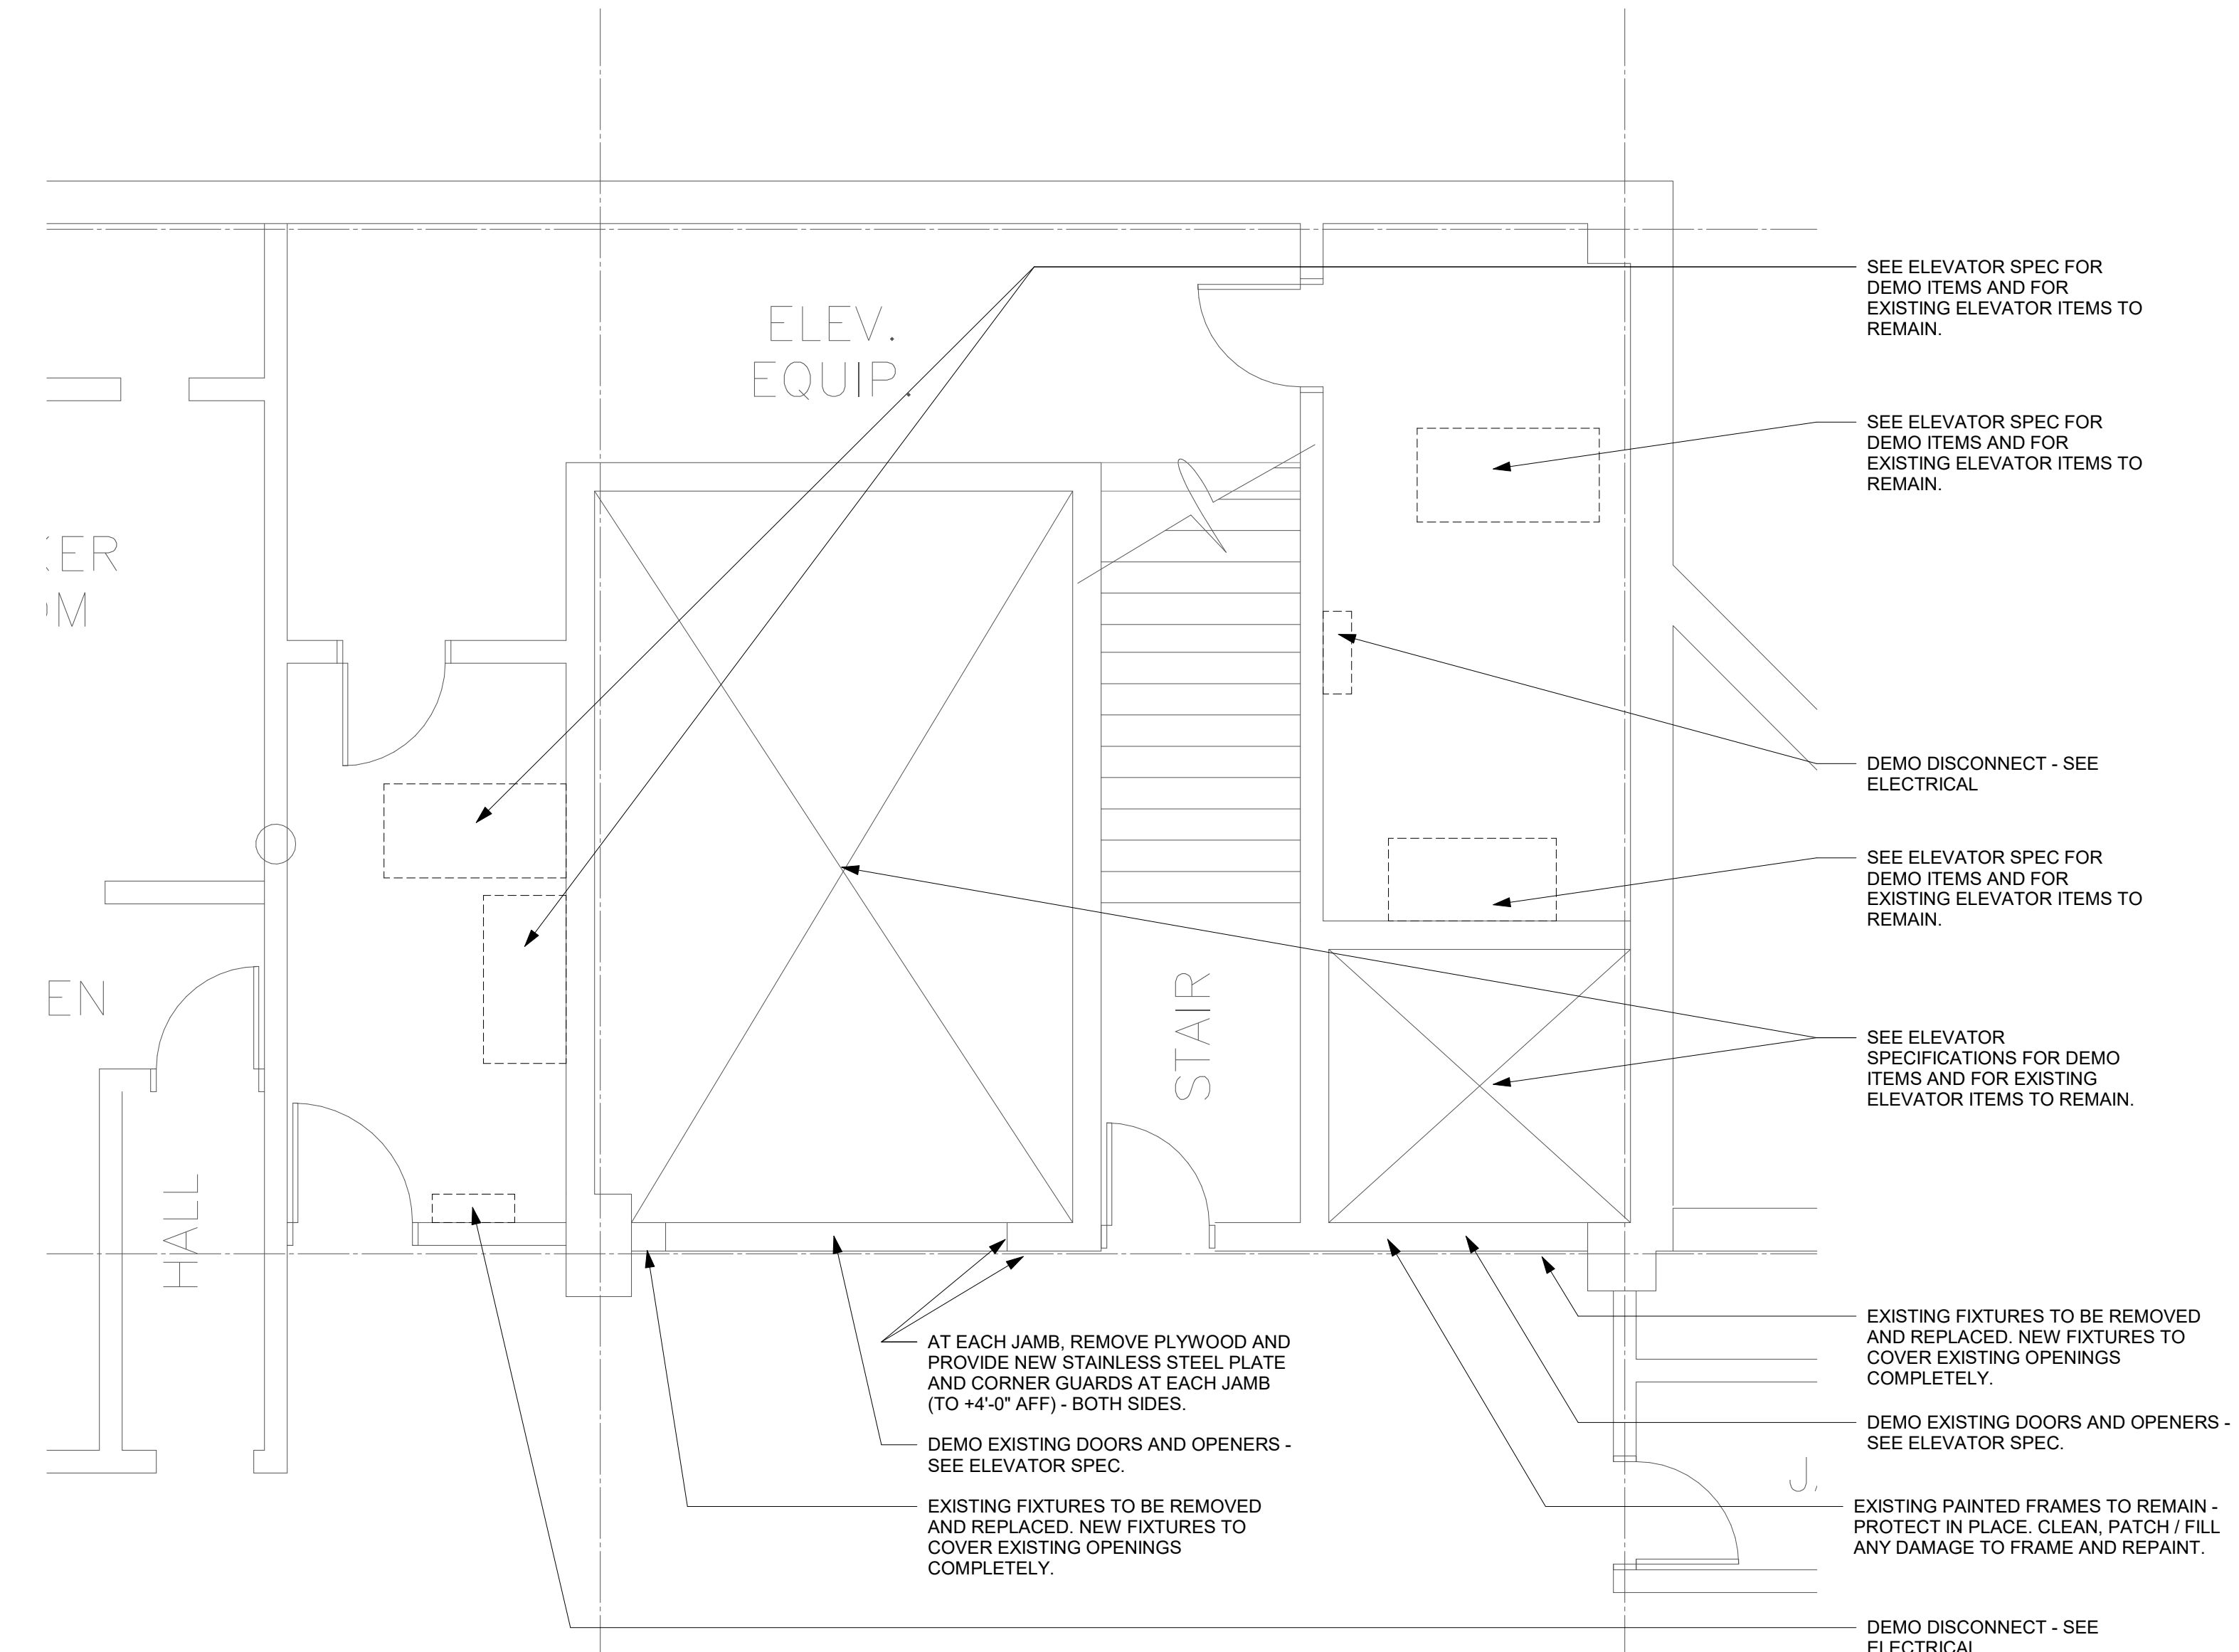 ELEV.
EQUIP.
SEE ELEVATOR SPEC FOR
DEMO ITEMS AND FOR
EXISTING ELEVATOR ITEMS TO
REMAIN.
SEE ELEVATOR SPEC FOR
DEMO ITEMS AND FOR
EXISTING ELEVATOR ITEMS TO
REMAIN.
DEMO DISCONNECT - SEE
ELECTRICAL
SEE ELEVATOR SPEC FOR
DEMO ITEMS AND FOR
EXISTING ELEVATOR ITEMS TO
REMAIN.
STAIR
SEE ELEVATOR
SPECIFICATIONS FOR DEMO
ITEMS AND FOR EXISTING
ELEVATOR ITEMS TO REMAIN.
HALL
AT EACH JAMB, REMOVE PLYWOOD AND
PROVIDE NEW STAINLESS STEEL PLATE
AND CORNER GUARDS AT EACH JAMB
(TO +4'-0" AFF) - BOTH SIDES.
DEMO EXISTING DOORS AND OPENERS -
SEE ELEVATOR SPEC.
EXISTING FIXTURES TO BE REMOVED
AND REPLACED. NEW FIXTURES TO
COVER EXISTING OPENINGS
COMPLETELY.
EXISTING FIXTURES TO BE REMOVED
AND REPLACED. NEW FIXTURES TO
COVER EXISTING OPENINGS
COMPLETELY.
DEMO EXISTING DOORS AND OPENERS -
SEE ELEVATOR SPEC.
EXISTING PAINTED FRAMES TO REMAIN -
PROTECT IN PLACE. CLEAN, PATCH / FILL
ANY DAMAGE TO FRAME AND REPAINT.
DEMO DISCONNECT - SEE
ELECTRICAL